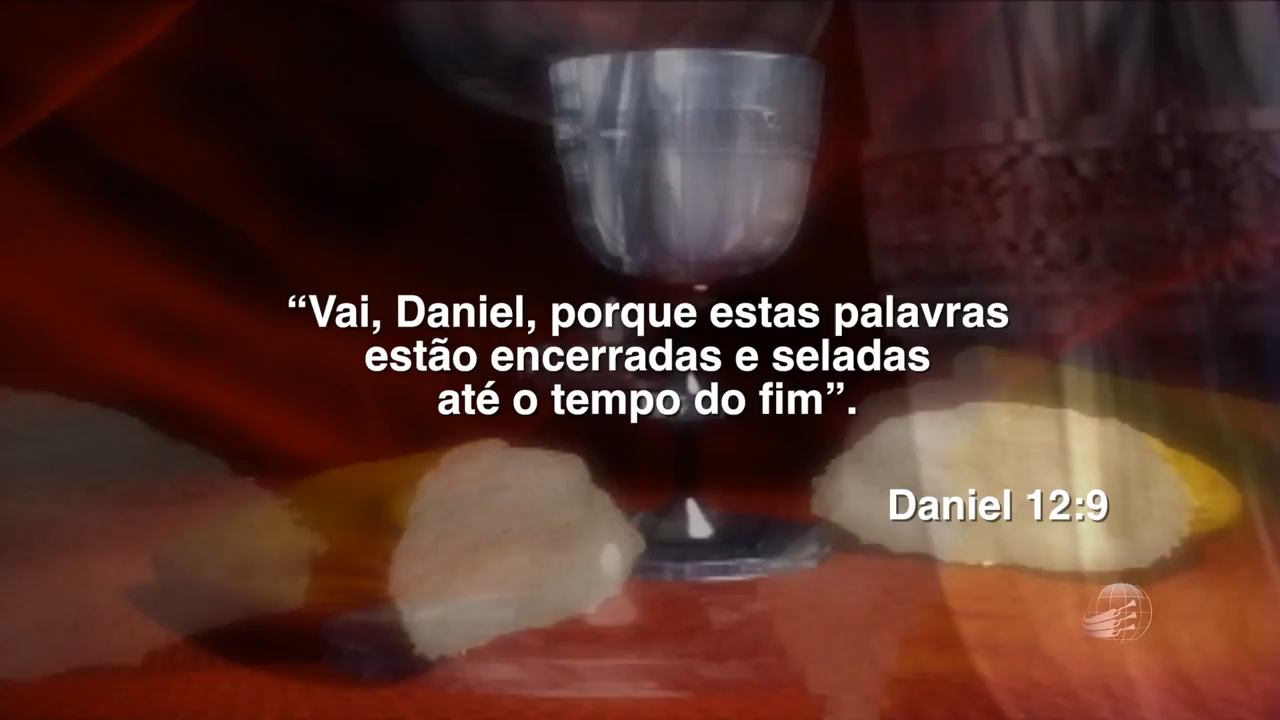 “Vai, Daniel, porque estas palavras
estão encerradas e seladas
até o tempo do fim”.
Daniel 12:9